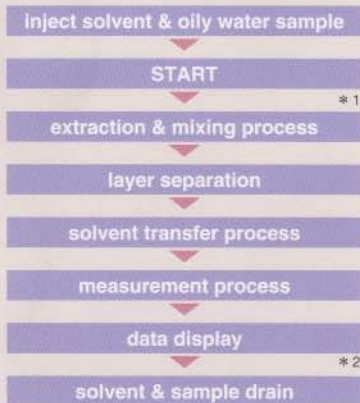 inject solvent & oily water sample
START
* 1
extraction & mixing process
layer separation
solvent transfer process
measurement process
data display
* 2
solvent & sample drain